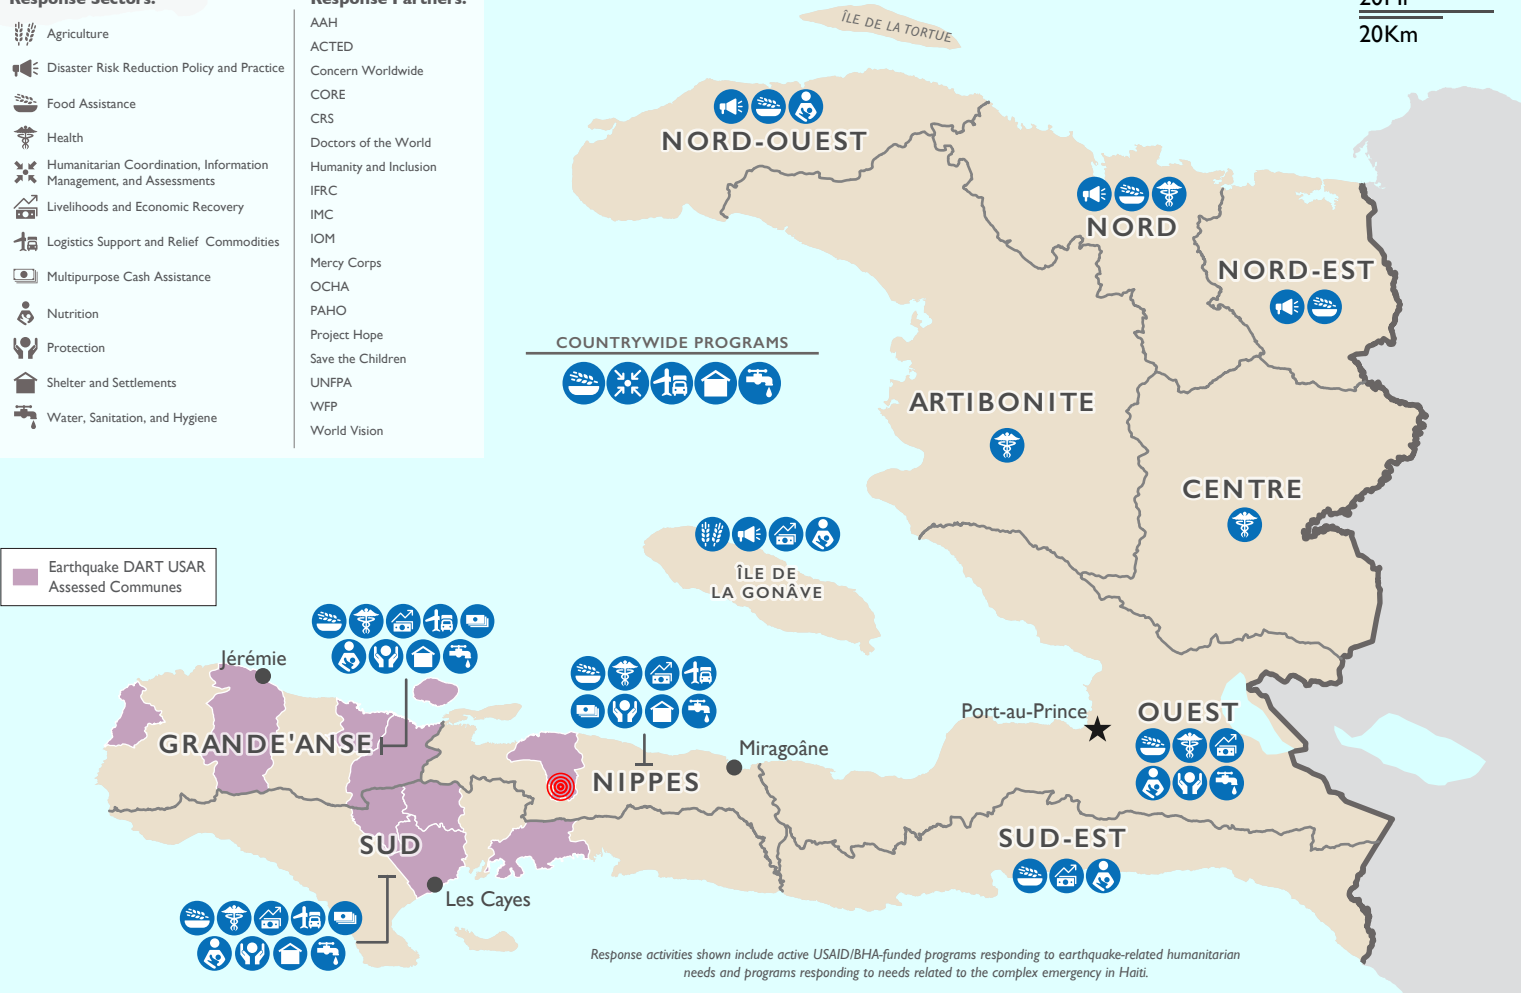 Response Sectors:
Agriculture
Disaster Risk Reduction Policy and Practice
Food Assistance
Health
Humanitarian Coordination, Information
Management, and Assessments
Livelihoods and Economic Recovery
Logistics Support and Relief Commodities
Multipurpose Cash Assistance
Nutrition
Protection
Shelter and Settlements
Water, Sanitation, and Hygiene
Response Partners:
AAH
ACTED
Concern Worldwide
CORE
CRS
Doctors of the World
Humanity and Inclusion
IFRC
IMC
IOM
Mercy Corps
OCHA
PAHO
Project Hope
Save the Children
UNFPA
WFP
World Vision
20Km
ÎLE DE LA TORTUE
NORD-OUEST
NORD
NORD-EST
COUNTRYWIDE PROGRAMS
ARTIBONITE
CENTRE
ÎLE DE
LA GONÂVE
Earthquake DART USAR
Assessed Communes
Jérémie
GRANDE'ANSE
NIPPES
Miragoâne
Port-au-Prince
OUEST
SUD
SUD-EST
Les Cayes
Response activities shown include active USAID/BHA-funded programs responding to earthquake-related humanitarian
needs and programs responding to needs related to the complex emergency in Haiti.